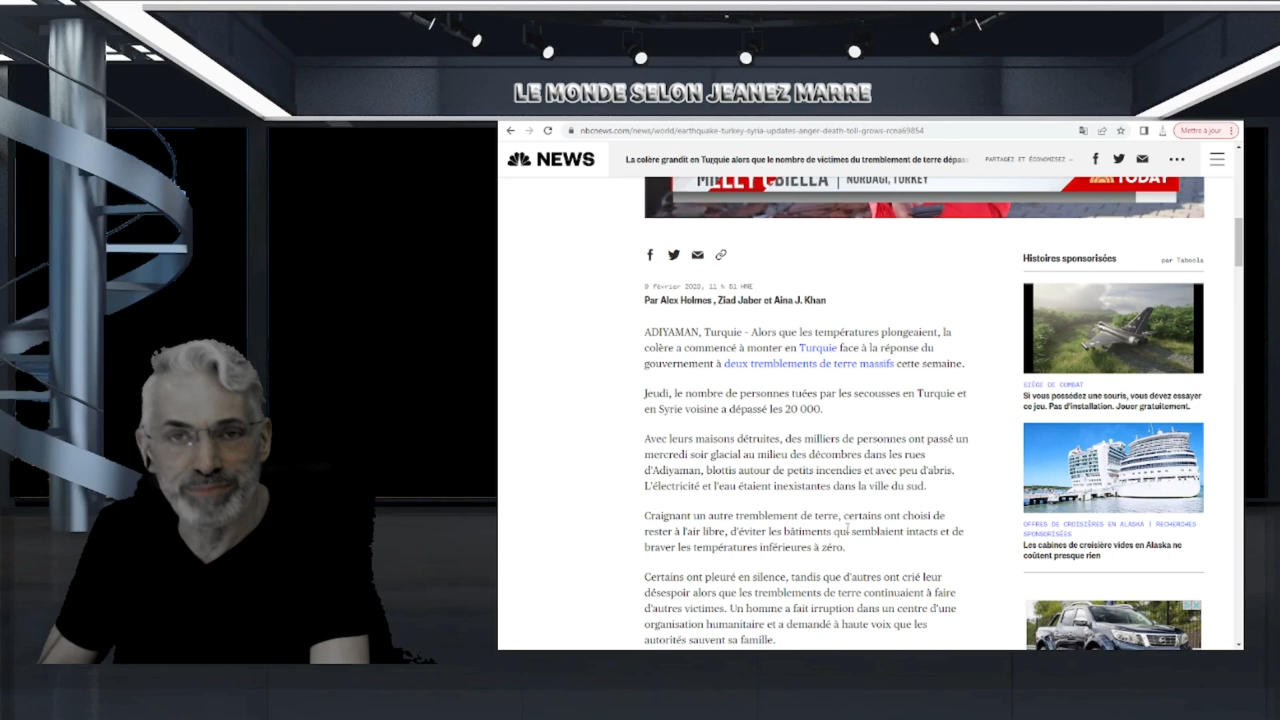 LE MONDE SELON JEANEZ MARRE
nbcnews.com/news/world/earthquake-turkey-syria-updates-anger-death-toll-grows-rcna69854
Mettre à jour
NEWS
La colère grandit en Turquie alors que le nombre de victimes du tremblement de terre dépas
PARTAGEZ ET ÉCONOMISEZ –
BIELLA | NURDAGI, TURKEY
TODAY
9 février 2023, 11 h 51 HNE
Par Alex Holmes , Ziad Jaber et Aina J. Khan
ADIYAMAN, Turquie – Alors que les températures plongeaient, la
colère a commencé à monter en Turquie face à la réponse du
gouvernement à deux tremblements de terre massifs cette semaine.
Jeudi, le nombre de personnes tuées par les secousses en Turquie et
en Syrie voisine a dépassé les 20 000.
Avec leurs maisons détruites, des milliers de personnes ont passé un
mercredi soir glacial au milieu des décombres dans les rues
d'Adiyaman, blottis autour de petits incendies et avec peu d'abris.
L'électricité et l'eau étaient inexistantes dans la ville du sud.
Craignant un autre tremblement de terre, certains ont choisi de
rester à l'air libre, d'éviter les bâtiments qui semblaient intacts et de
braver les températures inférieures à zéro.
Certains ont pleuré en silence, tandis que d'autres ont crié leur
désespoir alors que les tremblements de terre continuaient à faire
d'autres victimes. Un homme a fait irruption dans un centre d'une
organisation humanitaire et a demandé à haute voix que les
autorités sauvent sa famille.
Histoires sponsorisées
par Taboola
SIÈGE DE COMBAT
Si vous possédez une souris, vous devez essayer
ce jeu. Pas d'installation. Jouer gratuitement.
OFFRES DE CROISIÈRES EN ALASKA | RECHERCHES
SPONSORISÉES
Les cabines de croisière vides en Alaska ne
coûtent presque rien